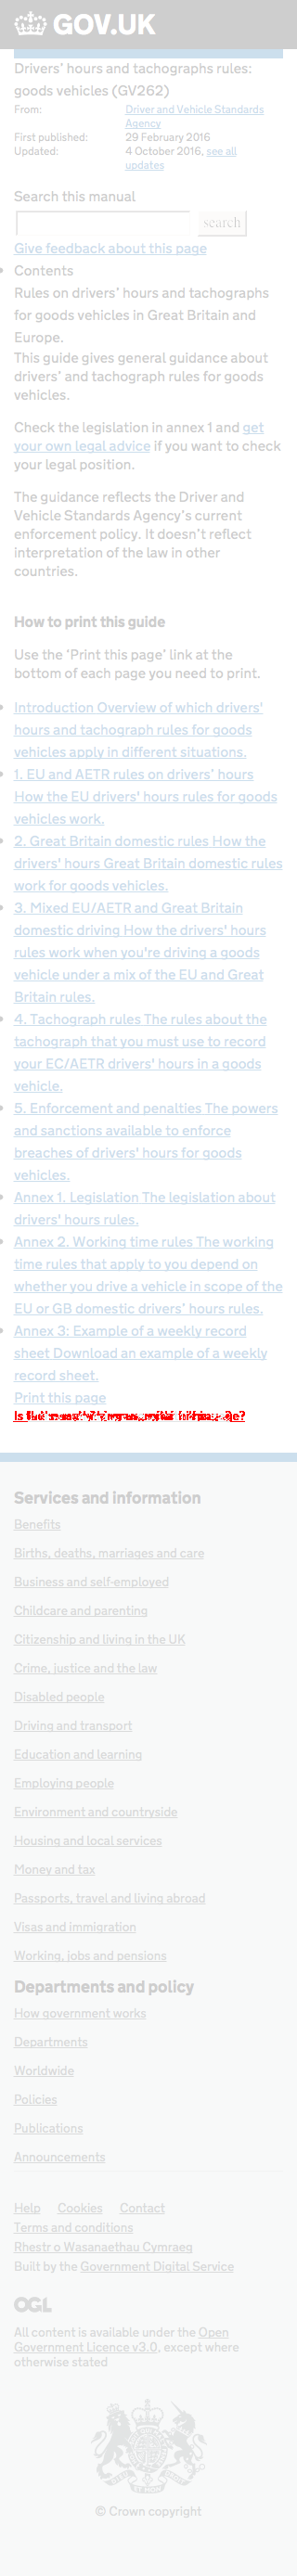 GOV.UK
Drivers' hours and tachographs rules:
goods vehicles (GV262)
From: Driver and Vehicle Standards
Agency
First published: 29 February 2016
Updated: 4 October 2016, see all
updates
Search this manual
search
Give feedback about this page
Contents
Rules on drivers' hours and tachographs
for goods vehicles in Great Britain and
Europe.
This guide gives general guidance about
drivers' and tachograph rules for goods
vehicles.
Check the legislation in annex 1 and get
your own legal advice if you want to check
your legal position.
The guidance reflects the Driver and
Vehicle Standards Agency's current
enforcement policy. It doesn't reflect
interpretation of the law in other
countries.
How to print this guide
Use the 'Print this page' link at the
bottom of each page you need to print.
Introduction Overview of which drivers'
hours and tachograph rules for goods
vehicles apply in different situations.
1. EU and AETR rules on drivers' hours
How the EU drivers' hours rules for goods
vehicles work.
2. Great Britain domestic rules How the
drivers' hours Great Britain domestic rules
work for goods vehicles.
3. Mixed EU/AETR and Great Britain
domestic driving How the drivers' hours
rules work when you're driving a goods
vehicle under a mix of the EU and Great
Britain rules.
4. Tachograph rules The rules about the
tachograph that you must use to record
your EC/AETR drivers' hours in a goods
vehicle.
5. Enforcement and penalties The powers
and sanctions available to enforce
breaches of drivers' hours for goods
vehicles.
Annex 1. Legislation The legislation about
drivers' hours rules.
Annex 2. Working time rules The working
time rules that apply to you depend on
whether you drive a vehicle in scope of the
EU or GB domestic drivers' hours rules.
Annex 3: Example of a weekly record
sheet Download an example of a weekly
record sheet.
Print this page
Services and information
Benefits
Births, deaths, marriages and care
Business and self-employed
Childcare and parenting
Citizenship and living in the UK
Crime, justice and the law
Disabled people
Driving and transport
Education and learning
Employing people
Environment and countryside
Housing and local services
Money and tax
Passports, travel and living abroad
Visas and immigration
Working, jobs and pensions
Departments and policy
How government works
Departments
Worldwide
Policies
Publications
Announcements
Help Cookies Contact
Terms and conditions
Rhestr o Wasanaethau Cymraeg
Built by the Government Digital Service
OGL
All content is available under the Open
Government Licence v3.0, except where
otherwise stated
© Crown copyright